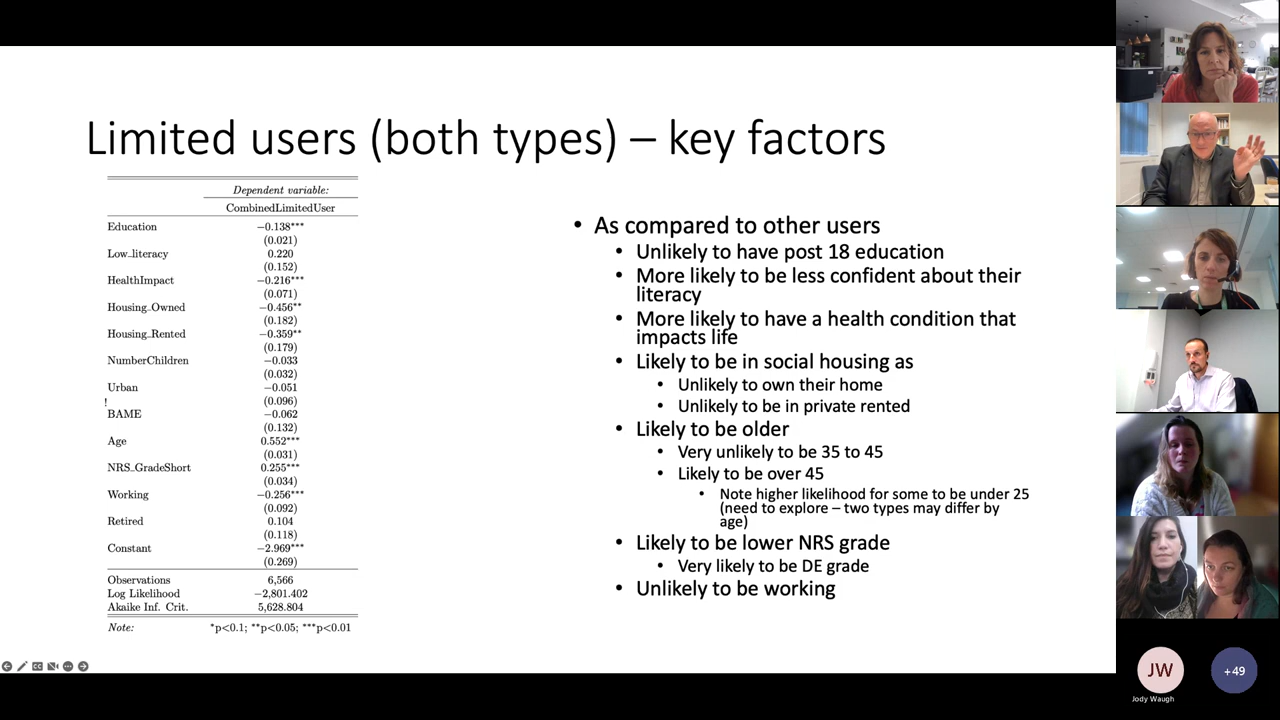 Limited users (both types) – key factors
Dependent variable:
CombinedLimitedUser
Education −0.138***
(0.021)
Low_literacy 0.220
(0.152)
HealthImpact −0.216***
(0.071)
Housing_Owned −0.456**
(0.182)
Housing_Rented −0.359**
(0.179)
NumberChildren −0.033
(0.032)
Urban −0.051
! (0.096)
BAME −0.062
(0.132)
Age 0.552***
(0.031)
NRS_GradeShort 0.255***
(0.034)
Working −0.256***
(0.092)
Retired 0.104
(0.118)
Constant −2.969***
(0.269)
Observations 6,566
Log Likelihood −2,801.402
Akaike Inf. Crit. 5,628.804
Note: *p<0.1; **p<0.05; ***p<0.01
• As compared to other users
• Unlikely to have post 18 education
• More likely to be less confident about their
literacy
• More likely to have a health condition that
impacts life
• Likely to be in social housing as
• Unlikely to own their home
• Unlikely to be in private rented
• Likely to be older
• Very unlikely to be 35 to 45
• Likely to be over 45
• Note higher likelihood for some to be under 25
(need to explore – two types may differ by
age)
• Likely to be lower NRS grade
• Very likely to be DE grade
• Unlikely to be working
JW
Jody Waugh
+49